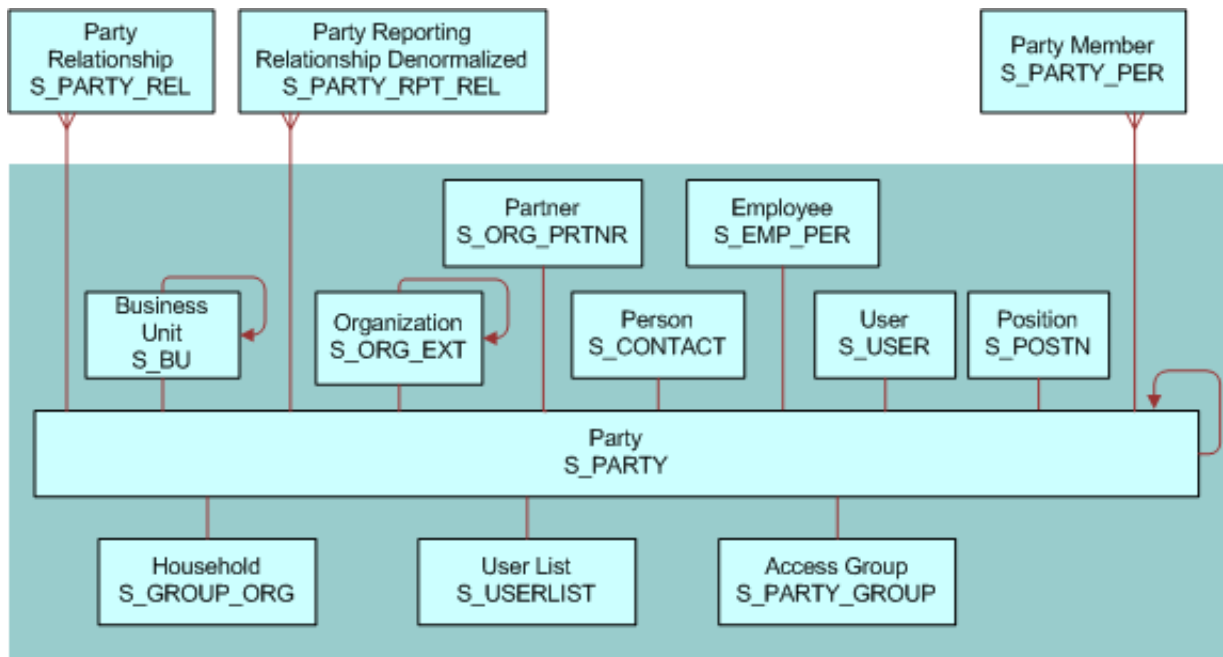 Party
Relationship
S_PARTY_REL
Party Reporting
Relationship Denormalized
S_PARTY_RPT_REL
Party Member
S_PARTY_PER
Partner
S_ORG_PRTNR
Employee
S_EMP_PER
Business
Unit
S_BU
Organization
S_ORG_EXT
Person
S_CONTACT
User
S_USER
Position
S_POSTN
Party
S_PARTY
Household
S_GROUP_ORG
User List
S_USERLIST
Access Group
S_PARTY_GROUP